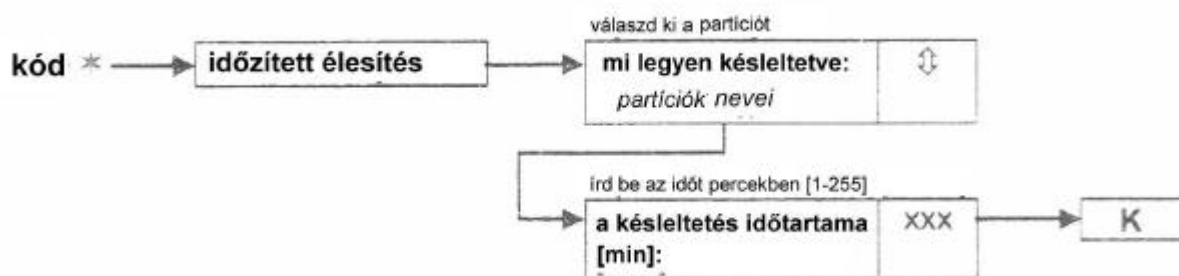 válaszd ki a partíciót
kód * időzített élesítés mi legyen késleltetve:
partíciók nevei
írd be az időt percekben [1-255]
a késleltetés időtartama XXX K
[min]: